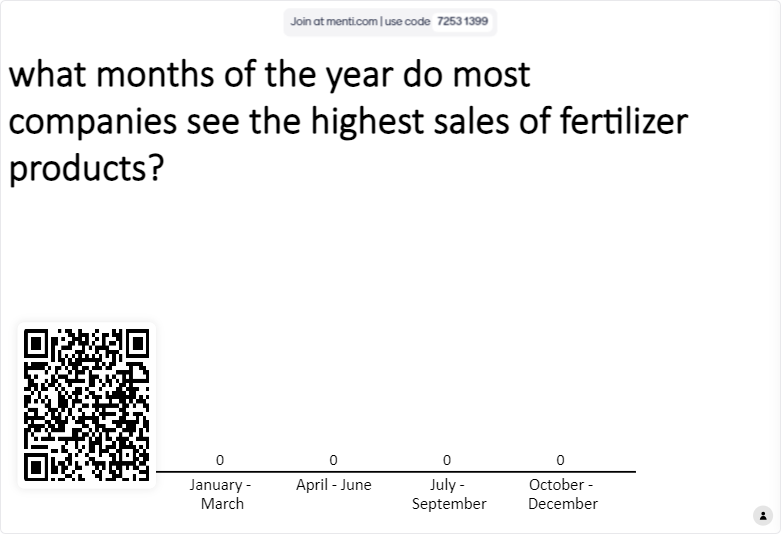 Join at menti.com | use code 7253 1399
what months of the year do most
companies see the highest sales of fertilizer
products?
0 0 0 0
January - April - June July - October -
March September December